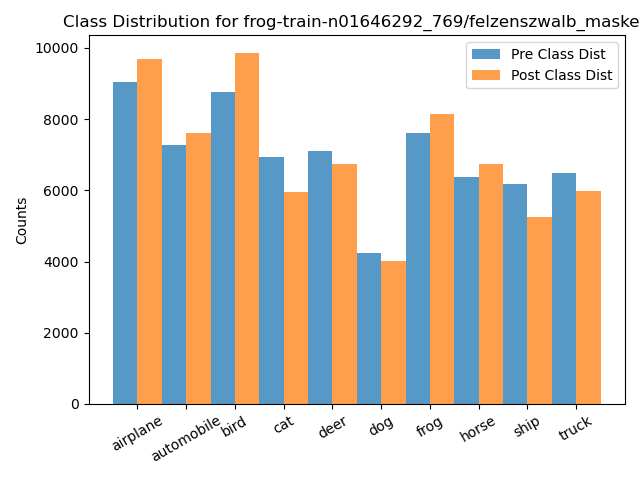 Class Distribution for frog-train-n01646292_769/felzenszwalb_maske
Pre Class Dist
Post Class Dist
Counts
10000
8000
6000
4000
2000
0
airplane
automobile
bird
cat
deer
dog
frog
horse
ship
truck